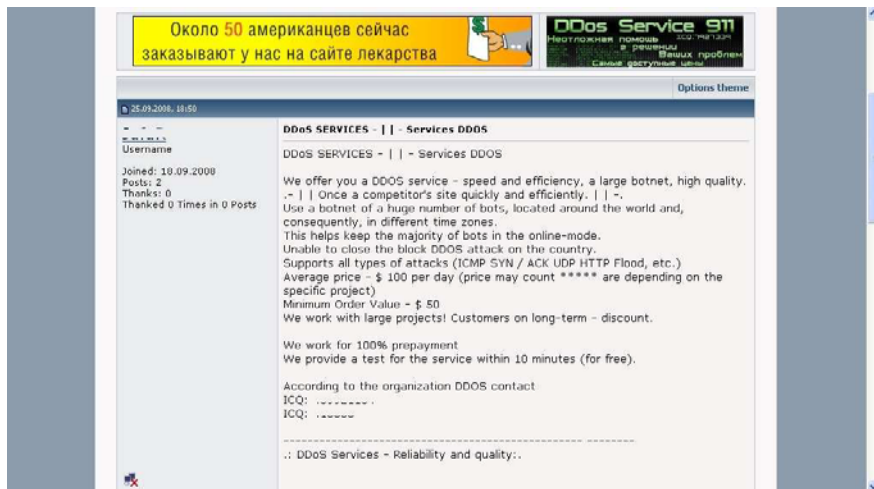 Около 50 американцев сейчас
заказывают у нас на сайте лекарства
DDos Service 911
Неотложная помощь
в решении
Ваших проблем
Самые доступные цены
Options theme
25.09.2008, 18:50
Username
Joined: 18.09.2008
Posts: 2
Thanks: 0
Thanked 0 Times in 0 Posts
DDoS SERVICES - | | - Services DDOS
DDoS SERVICES - | | - Services DDOS
We offer you a DDOS service - speed and efficiency, a large botnet, high quality.
.- | | Once a competitor's site quickly and efficiently. | | -.
Use a botnet of a huge number of bots, located around the world and,
consequently, in different time zones.
This helps keep the majority of bots in the online-mode.
Unable to close the block DDOS attack on the country.
Supports all types of attacks (ICMP SYN / ACK UDP HTTP Flood, etc.)
Average price - $ 100 per day (price may count ***** are depending on the
specific project)
Minimum Order Value - $ 50
We work with large projects! Customers on long-term - discount.
We work for 100% prepayment
We provide a test for the service within 10 minutes (for free).
According to the organization DDOS contact
ICQ:
ICQ:
.: DDoS Services - Reliability and quality:.